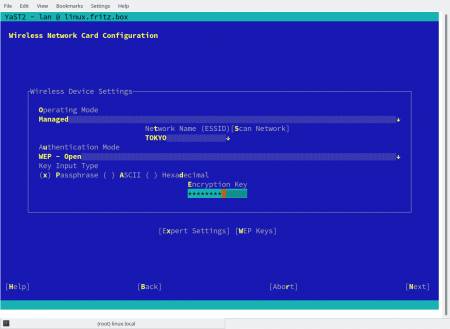 File Edit View Bookmarks Settings Help
YaST2 - lan @ linux.fritz.box
Wireless Network Card Configuration
Wireless Device Settings
Operating Mode
Managed
Network Name (ESSID)[Scan Network]
TOKYO
Authentication Mode
WEP - Open
Key Input Type
(x) Passphrase ( ) ASCII ( ) Hexadecimal
Encryption Key
********
[Expert Settings] [WEP Keys]
[Help] [Back] [Abort] [Next]
(root) linux.local